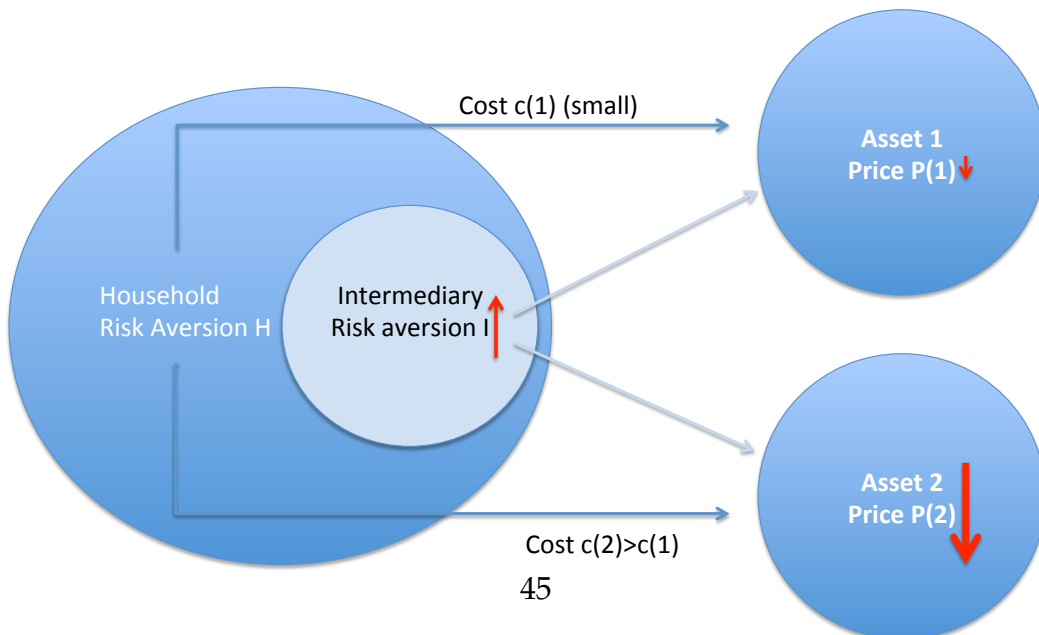 Cost c(1) (small)
Asset 1
Price P(1)
Household
Risk Aversion H
Intermediary
Risk aversion I
Asset 2
Price P(2)
Cost c(2)>c(1)
45